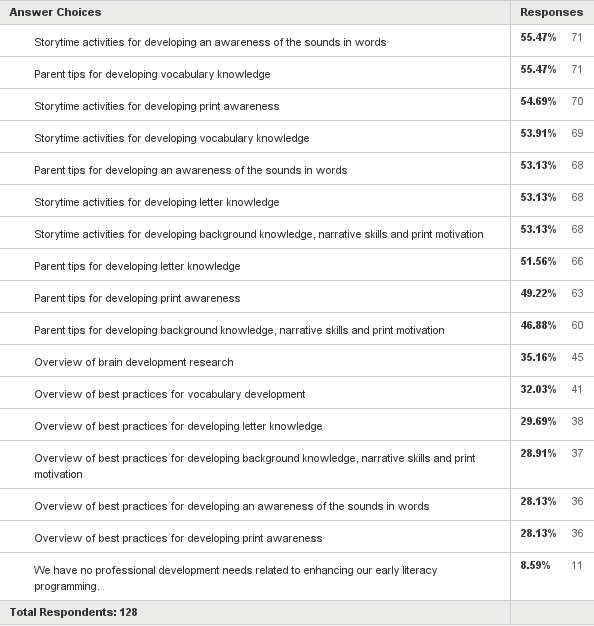 Answer Choices Responses
Storytime activities for developing an awareness of the sounds in words 55.47% 71
Parent tips for developing vocabulary knowledge 55.47% 71
Storytime activities for developing print awareness 54.69% 70
Storytime activities for developing vocabulary knowledge 53.91% 69
Parent tips for developing an awareness of the sounds in words 53.13% 68
Storytime activities for developing letter knowledge 53.13% 68
Storytime activities for developing background knowledge, narrative skills and print motivation 53.13% 68
Parent tips for developing letter knowledge 51.56% 66
Parent tips for developing print awareness 49.22% 63
Parent tips for developing background knowledge, narrative skills and print motivation 46.88% 60
Overview of brain development research 35.16% 45
Overview of best practices for vocabulary development 32.03% 41
Overview of best practices for developing letter knowledge 29.69% 38
Overview of best practices for developing background knowledge, narrative skills and print 28.91% 37
motivation
Overview of best practices for developing an awareness of the sounds in words 28.13% 36
Overview of best practices for developing print awareness 28.13% 36
We have no professional development needs related to enhancing our early literacy 8.59% 11
programming.
Total Respondents: 128